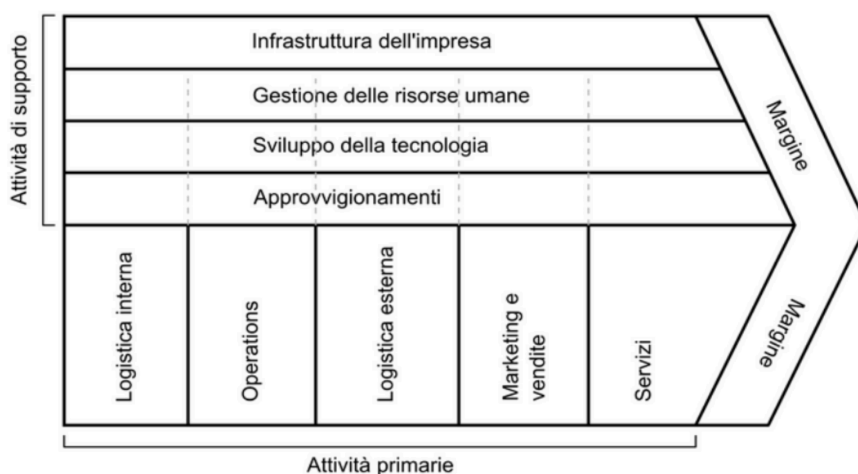 Attività di supporto
Infrastruttura dell'impresa
Gestione delle risorse umane
Sviluppo della tecnologia
Approvvigionamenti
Margine
Logistica interna
Operations
Logistica esterna
Marketing e
vendite
Servizi
Margine
Attività primarie